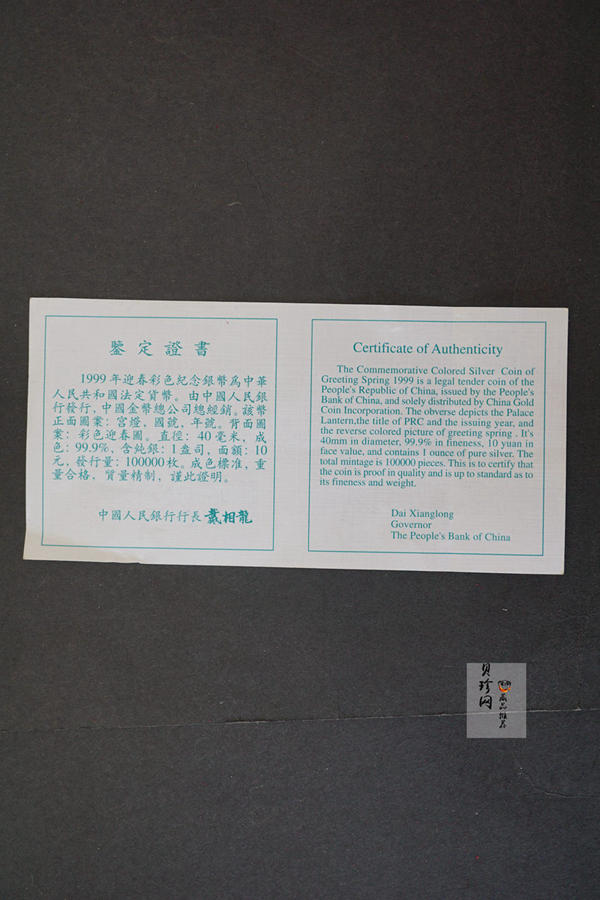 鑒定證書
1999年迎春彩色紀念銀幣爲中華
人民共和國法定貨幣。由中國人民銀
行發行，中國金幣總公司總經銷。該幣
正面圖案：宮燈，國號，年號。背面圖
案：彩色迎春圖。直徑：40毫米，成
色：99.9%，含純銀：1盎司，面額：10
元，發行量：100000枚。成色標准，重
量合格，質量精制，謹此證明。
中國人民銀行行長 戴相龍
Certificate of Authenticity
The Commemorative Colored Silver Coin of
Greeting Spring 1999 is a legal tender coin of the
People's Republic of China, issued by the People's
Bank of China, and solely distributed by China Gold
Coin Incorporation. The obverse depicts the Palace
Lantern,the title of PRC and the issuing year, and
the reverse colored picture of greeting spring . It's
40mm in diameter, 99.9% in fineness, 10 yuan in
face value, and contains 1 ounce of pure silver. The
total mintage is 100000 pieces. This is to certify that
the coin is proof in quality and is up to standard as to
its fineness and weight.
Dai Xianglong
Governor
The People's Bank of China
贝珍网
藏品推荐